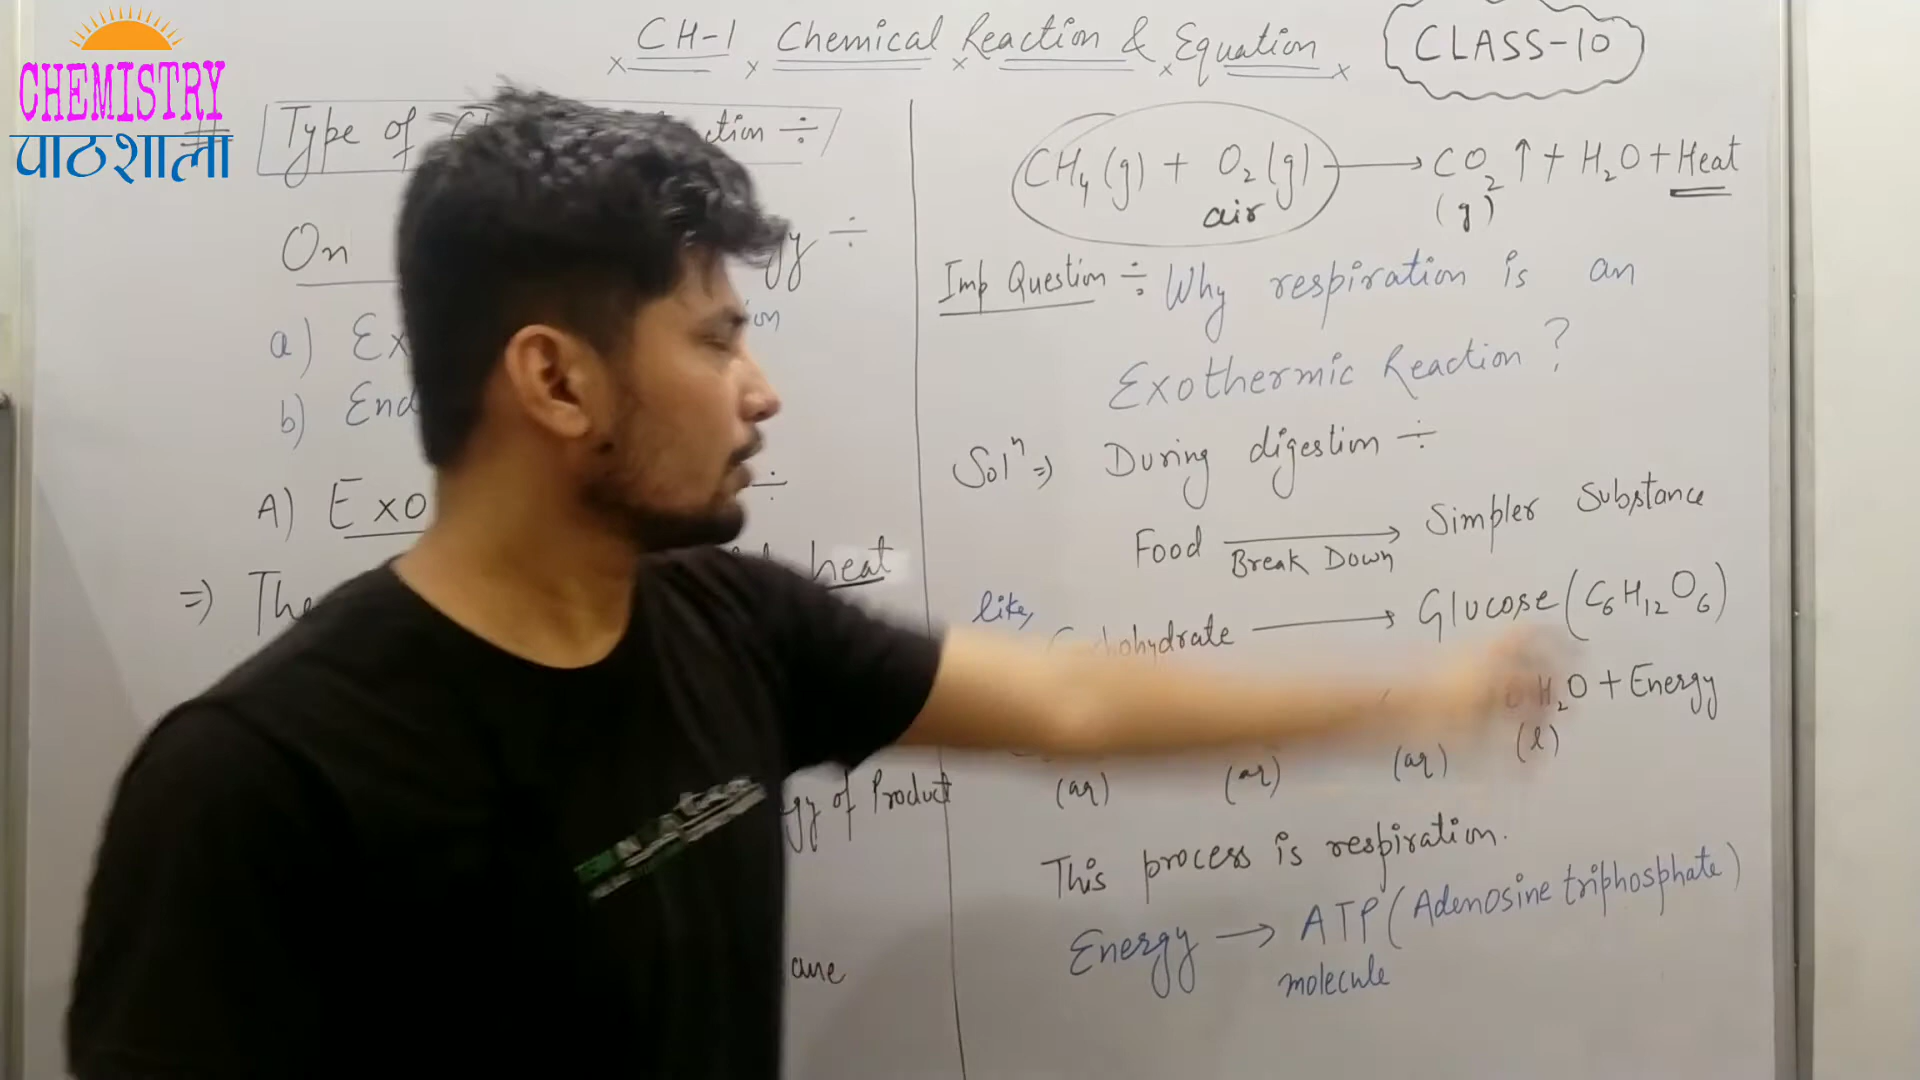 CHEMISTRY
पाठशाला
CH-1 Chemical Reaction & Equation
CLASS-10
# Type of
On
a) Ex
b) End
A) Exo
=> The
heat
gy of Product
are
CH₄ (g) + O₂ (g) → CO₂ ↑ + H₂O + Heat
air (g)
Imp Question ÷ Why respiration is an
Exothermic Reaction ?
Solⁿ => During digestion ÷
Food → Simpler Substance
Break Down
like, → Glucose (C₆H₁₂O₆)
H₂O + Energy
(aq) (aq) (aq) (l)
This process is respiration.
Energy → ATP (Adenosine triphosphate)
molecule